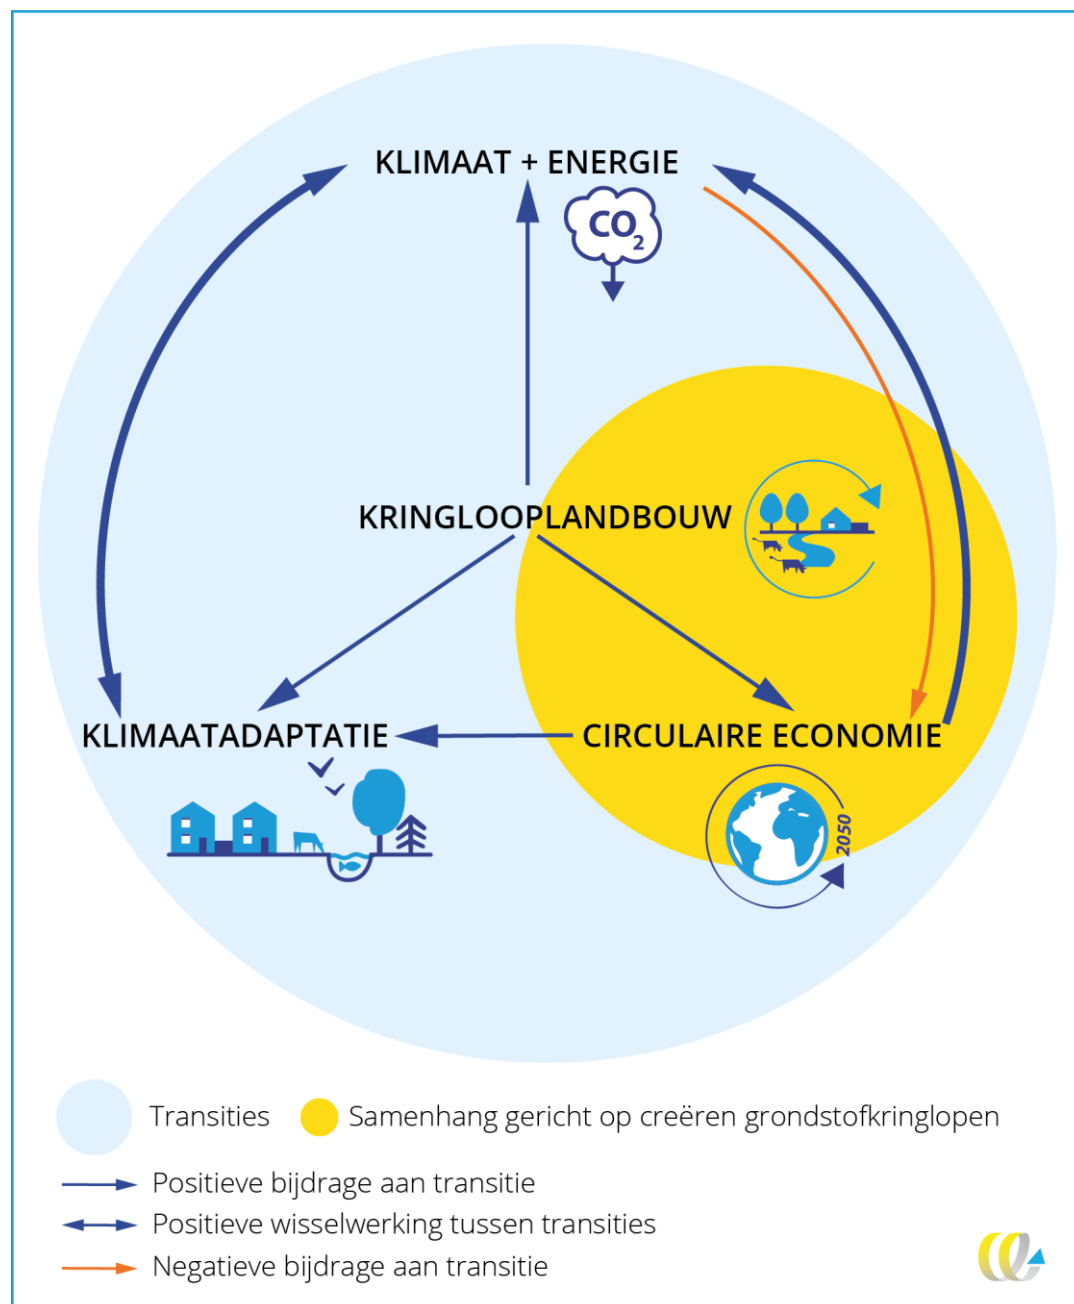 KLIMAAT + ENERGIE
CO2
KRINGLOOPLANDBOUW
KLIMAATADAPTATIE
CIRCULAIRE ECONOMIE
2050
Transities
Samenhang gericht op creëren grondstofkringlopen
Positieve bijdrage aan transitie
Positieve wisselwerking tussen transities
Negatieve bijdrage aan transitie